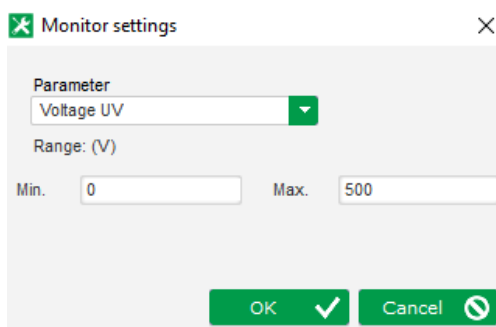 Monitor settings
Parameter
Voltage UV
Range: (V)
Min. 0 Max. 500
OK Cancel